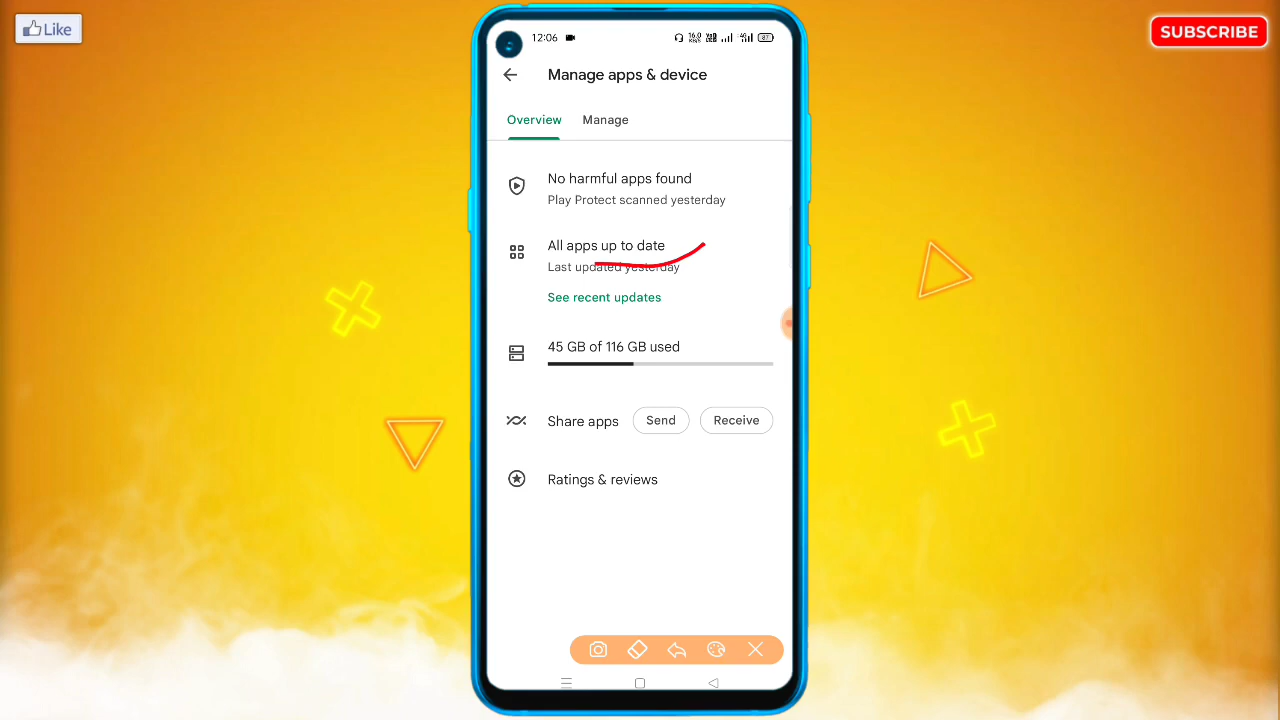 Like
SUBSCRIBE
12:06
Manage apps & device
Overview Manage
No harmful apps found
Play Protect scanned yesterday
All apps up to date
Last updated yesterday
See recent updates
45 GB of 116 GB used
Share apps Send Receive
Ratings & reviews